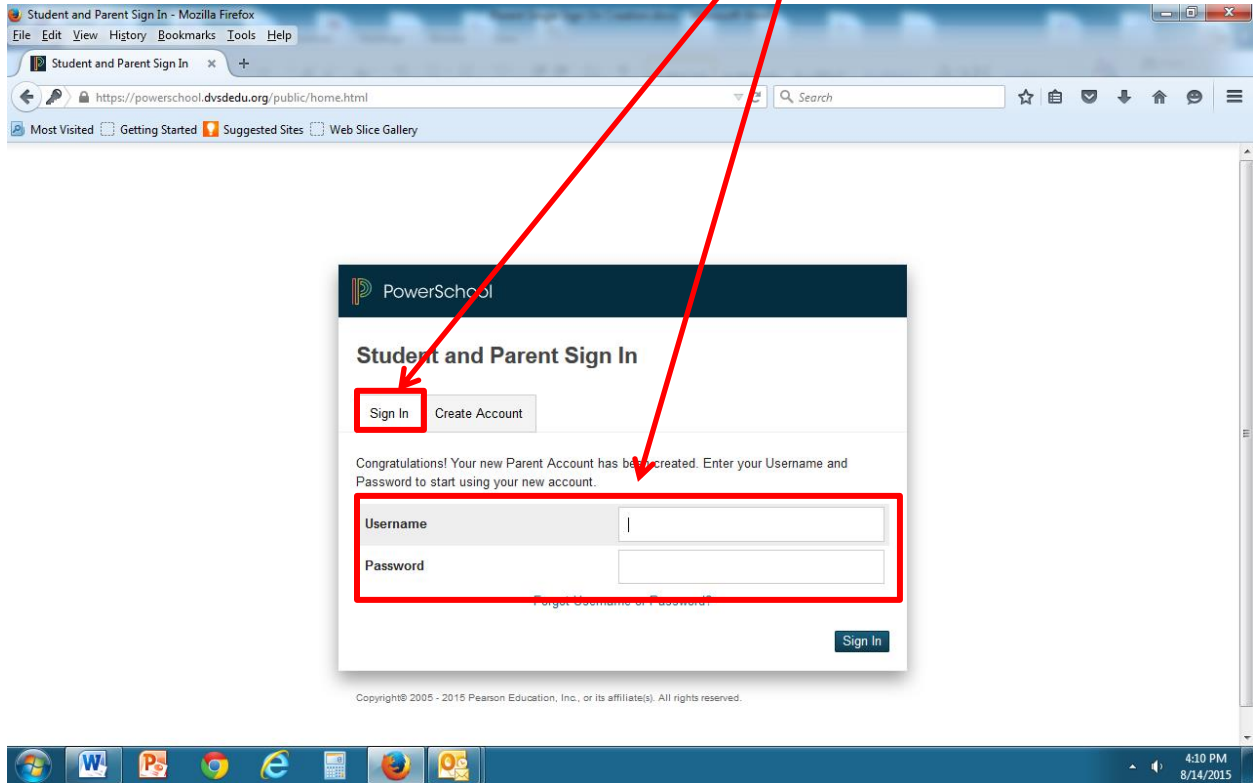 Student and Parent Sign In - Mozilla Firefox
File Edit View History Bookmarks Tools Help
Student and Parent Sign In × +
https://powerschool.dvsdedu.org/public/home.html Search
Most Visited Getting Started Suggested Sites Web Slice Gallery
PowerSchool
Student and Parent Sign In
Sign In Create Account
Congratulations! Your new Parent Account has been created. Enter your Username and
Password to start using your new account.
Username
Password
Forgot Username or Password?
Sign In
Copyright© 2005 - 2015 Pearson Education, Inc., or its affiliate(s). All rights reserved.
4:10 PM
8/14/2015